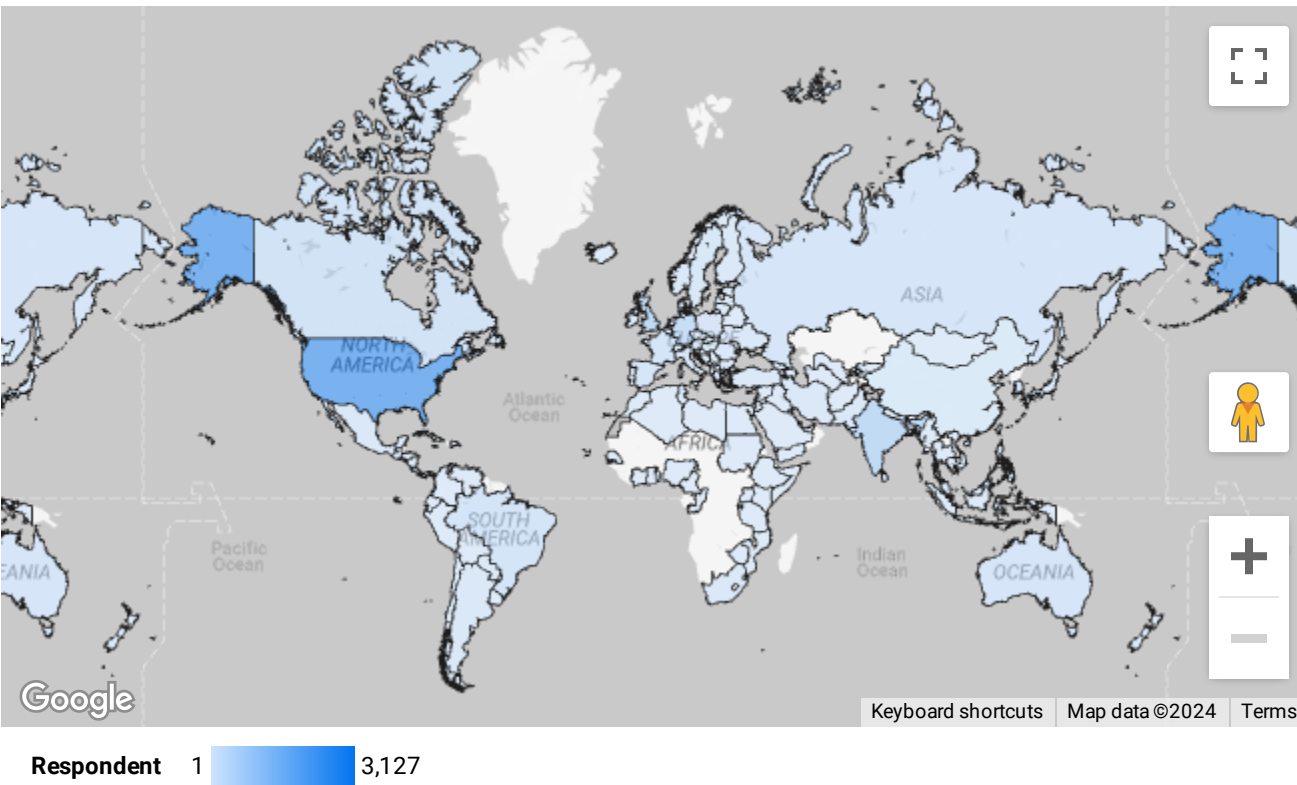 NORTH
AMERICA
ASIA
Atlantic
Ocean
AFRICA
SOUTH
AMERICA
Pacific
Ocean
Indian
Ocean
EANIA
OCEANIA
Google
Keyboard shortcuts
Map data ©2024
Terms
Respondent 1 3,127